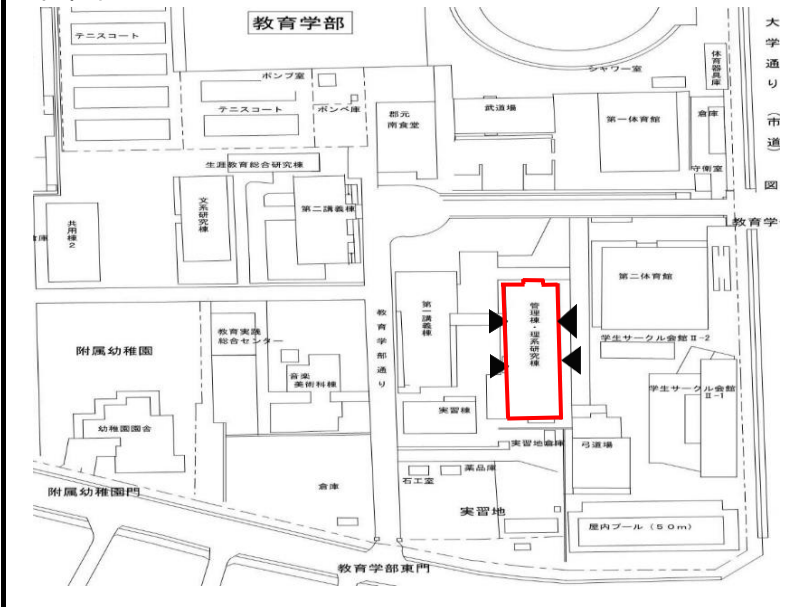 教育学部
テニスコート
ポンプ室
テニスコート
ボンベ庫
郡元
南食堂
武道場
シャワー室
体育器具庫
第一体育館
倉庫
守衛室
大学通り（市道）
図
教育学
生涯教育総合研究棟
文系研究棟
第二講義棟
共用棟2
倉庫
附属幼稚園
教育実践
総合センター
音楽
美術科棟
教育学部通り
第一講義棟
管理棟・理系研究棟
第二体育館
学生サークル会館Ⅱ-2
学生サークル会館
Ⅱ-1
幼稚園園舎
実習棟
実習地倉庫
弓道場
附属幼稚園門
倉庫
石工室
薬品庫
実習地
屋内プール（50m）
教育学部東門